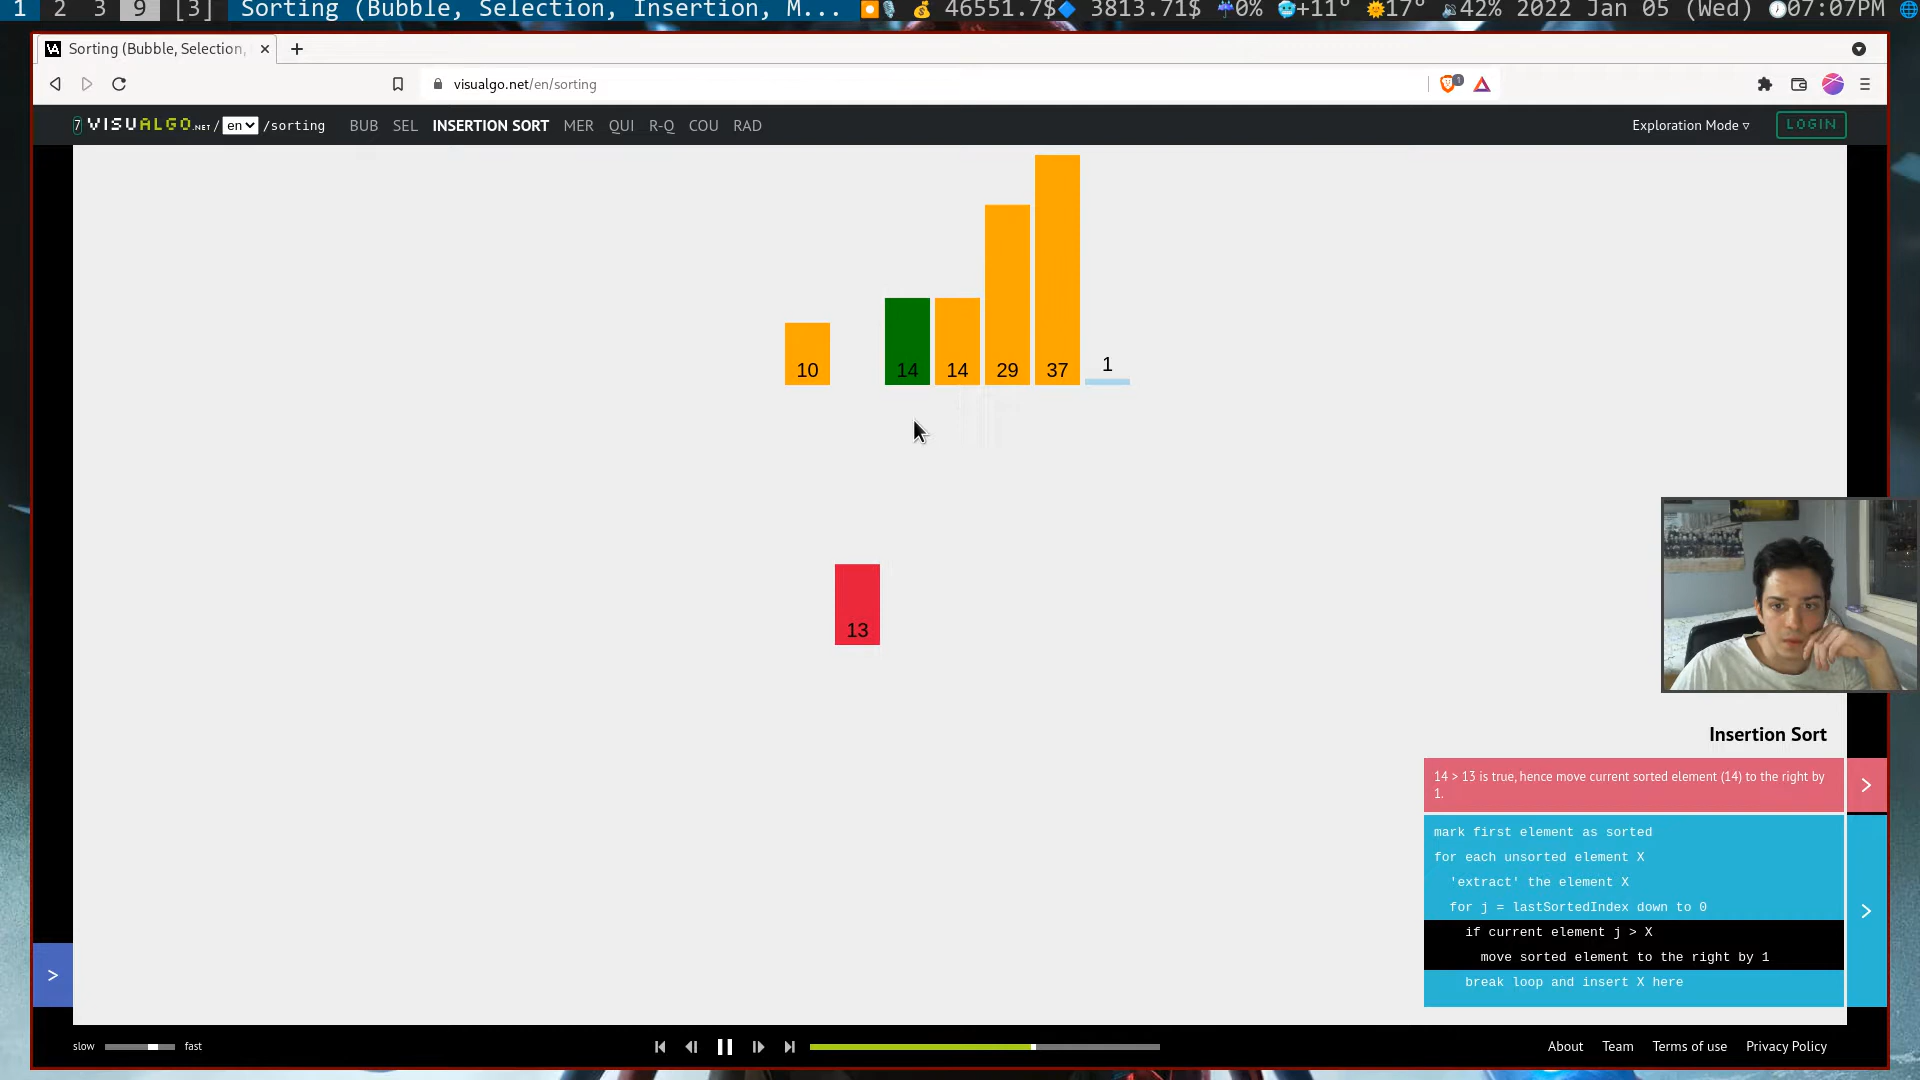 1 2 3 9 [3] Sorting (Bubble, Selection, Insertion, M... 46551.7$ 3813.71$ 0% +11° 17° 42% 2022 Jan 05 (Wed) 07:07PM
Sorting (Bubble, Selection,
visualgo.net/en/sorting
1
7 VISUALGO.NET / en /sorting BUB SEL INSERTION SORT MER QUI R-Q COU RAD Exploration Mode ▿ LOGIN
10 14 14 29 37 1
13
Insertion Sort
14 > 13 is true, hence move current sorted element (14) to the right by
1.
mark first element as sorted
for each unsorted element X
'extract' the element X
for j = lastSortedIndex down to 0
if current element j > X
move sorted element to the right by 1
break loop and insert X here
slow fast About Team Terms of use Privacy Policy